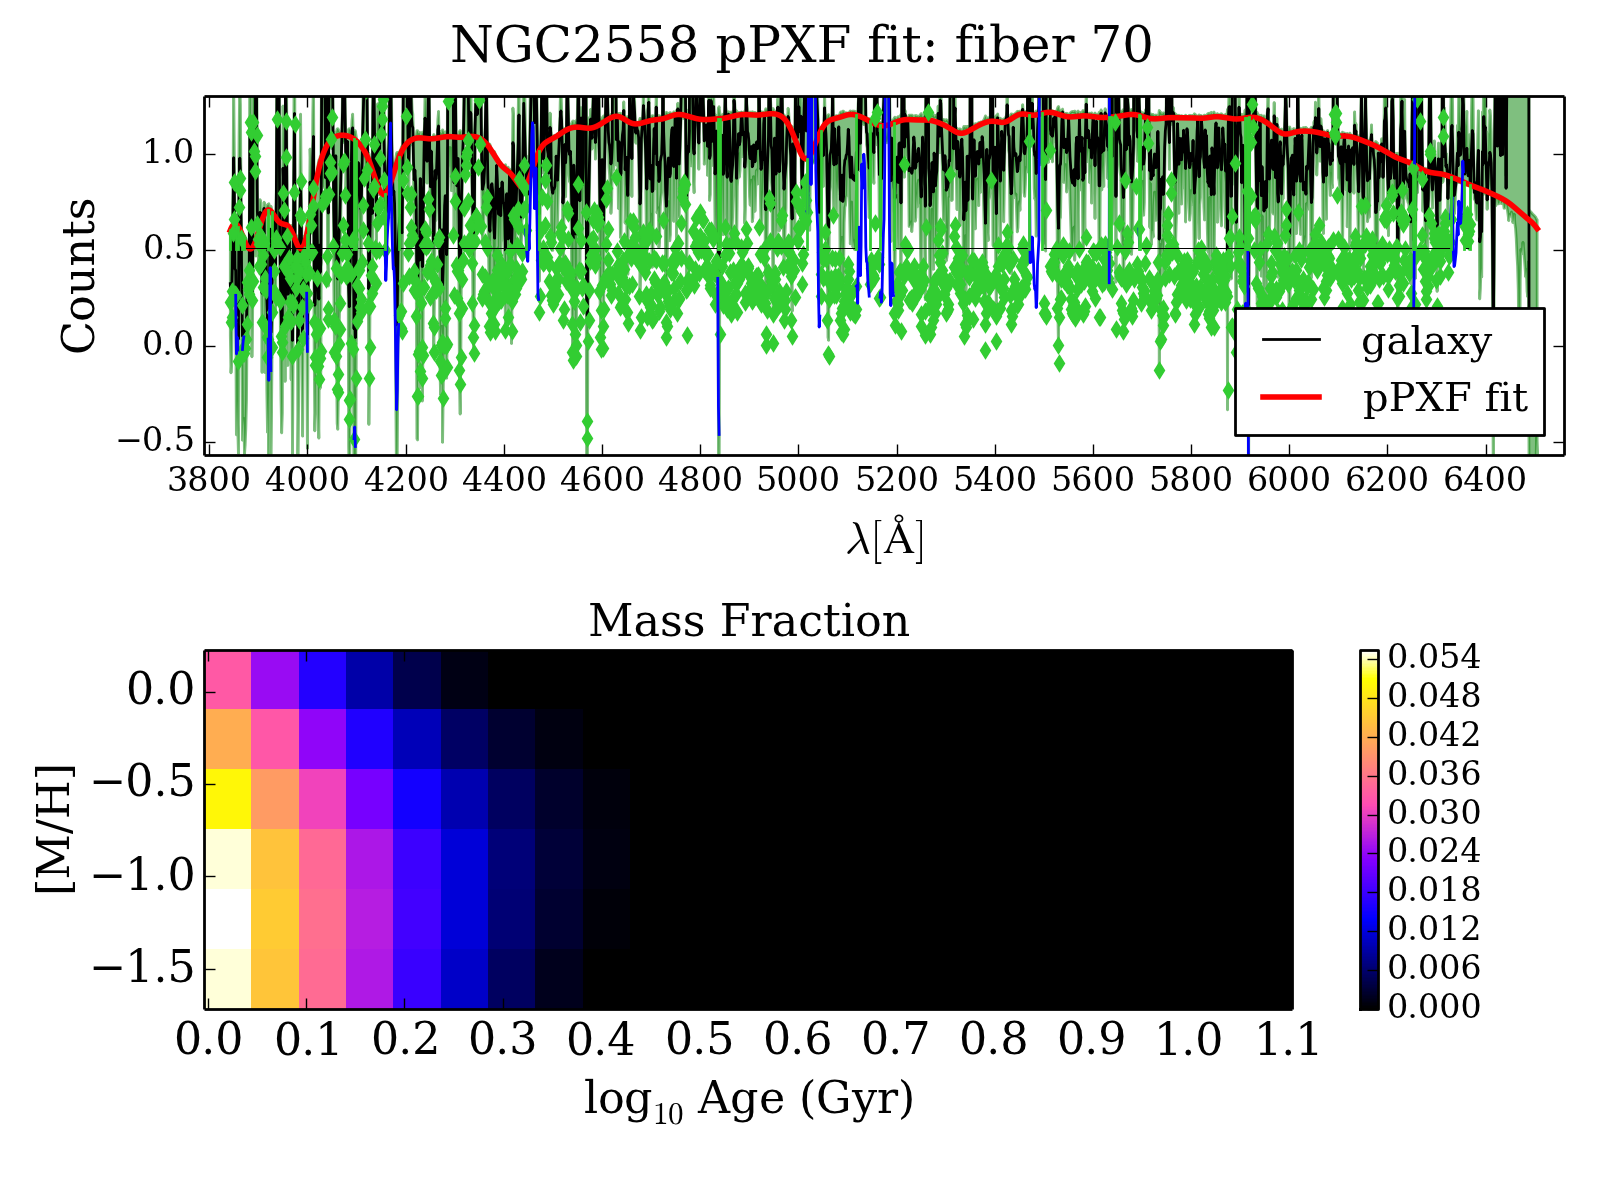 NGC2558 pPXF fit: fiber 70
Counts
1.0
0.5
0.0
−0.5
galaxy
pPXF fit
3800 4000 4200 4400 4600 4800 5000 5200 5400 5600 5800 6000 6200 6400
λ[Å]
Mass Fraction
[M/H]
0.0
−0.5
−1.0
−1.5
0.0 0.1 0.2 0.3 0.4 0.5 0.6 0.7 0.8 0.9 1.0 1.1
log₁₀ Age (Gyr)
0.054
0.048
0.042
0.036
0.030
0.024
0.018
0.012
0.006
0.000